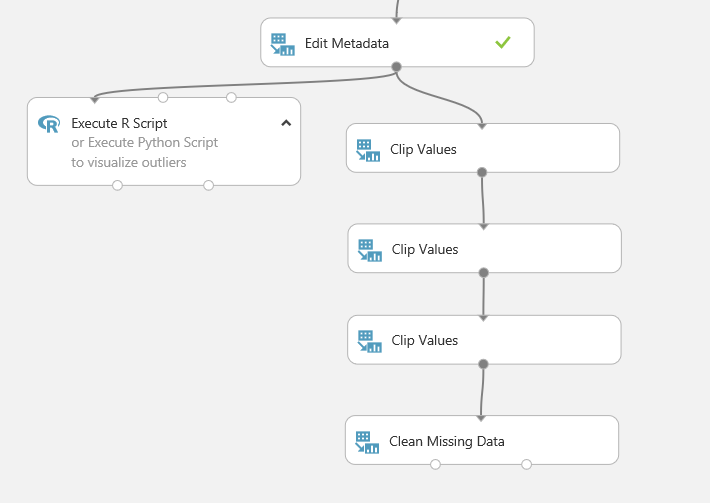 Edit Metadata
Execute R Script
or Execute Python Script
to visualize outliers
Clip Values
Clip Values
Clip Values
Clean Missing Data